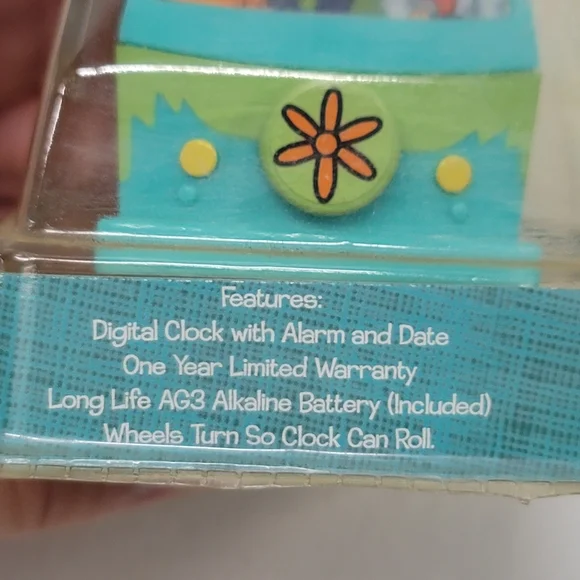 Features:
Digital Clock with Alarm and Date
One Year Limited Warranty
Long Life AG3 Alkaline Battery (Included)
Wheels Turn So Clock Can Roll.